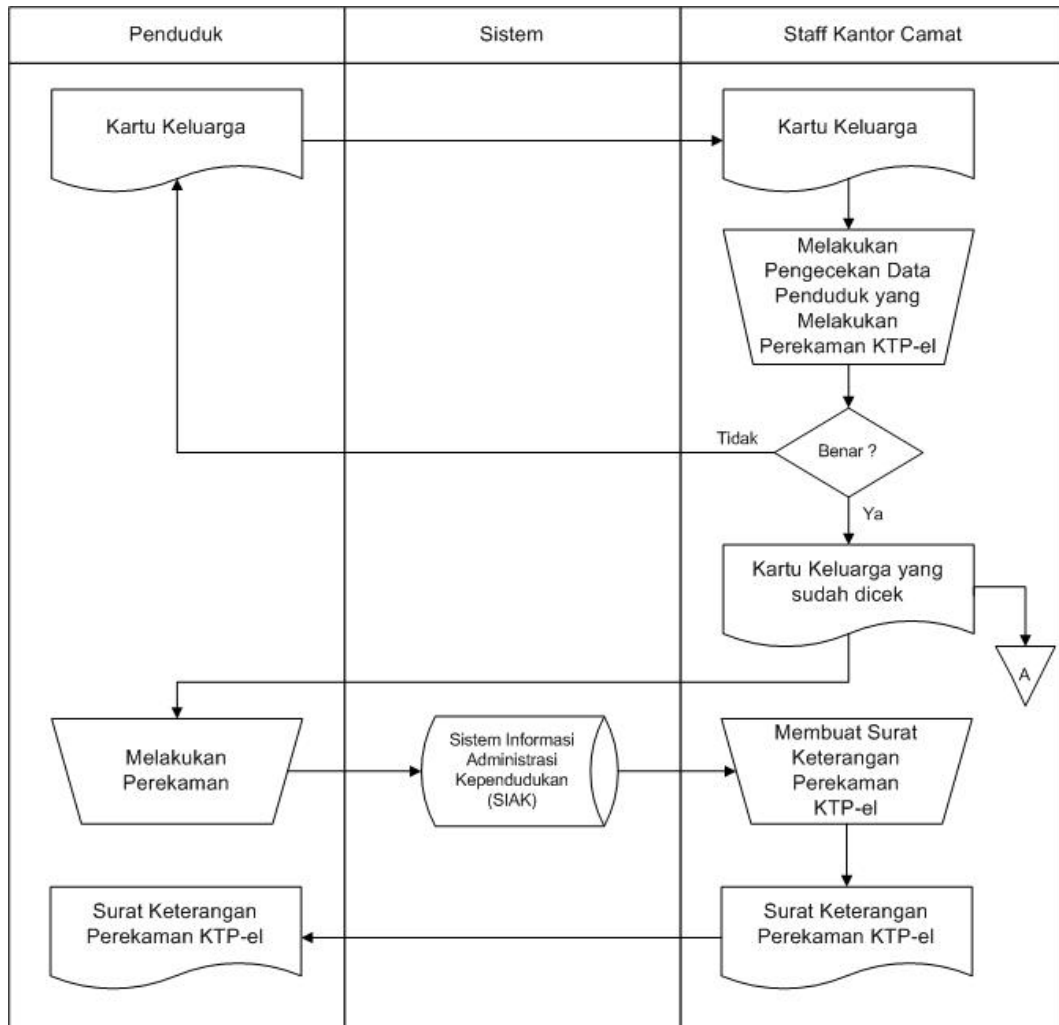 Penduduk
Sistem
Staff Kantor Camat
Kartu Keluarga
Kartu Keluarga
Melakukan
Pengecekan Data
Penduduk yang
Melakukan
Perekaman KTP-el
Benar ?
Tidak
Ya
Kartu Keluarga yang
sudah dicek
A
Melakukan
Perekaman
Sistem Informasi
Administrasi
Kependudukan
(SIAK)
Membuat Surat
Keterangan
Perekaman
KTP-el
Surat Keterangan
Perekaman KTP-el
Surat Keterangan
Perekaman KTP-el